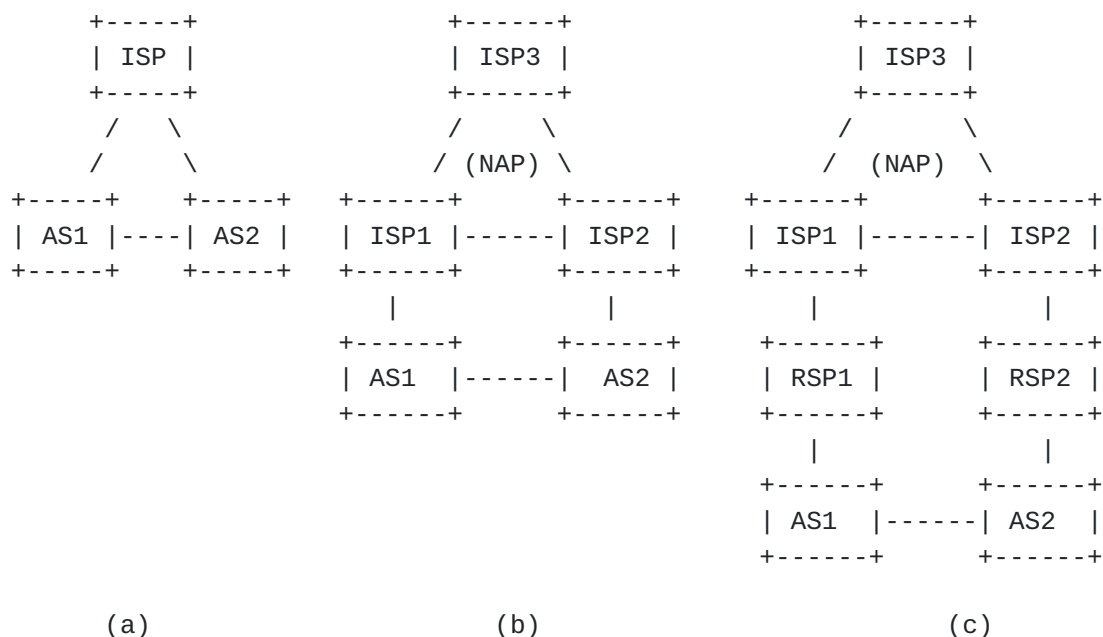 +-----+                +------+                  +------+
     | ISP |                | ISP3 |                  | ISP3 |
     +-----+                +------+                  +------+
      /   \                 /     \                  /       \
     /     \               / (NAP) \                /  (NAP)  \
+-----+    +-----+   +------+      +------+    +------+       +------+
| AS1 |----| AS2 |   | ISP1 |------| ISP2 |    | ISP1 |-------| ISP2 |
+-----+    +-----+   +------+      +------+    +------+       +------+
                        |             |            |              |
                     +------+      +------+     +------+      +------+
                     | AS1  |------|  AS2 |     | RSP1 |      | RSP2 |
                     +------+      +------+     +------+      +------+
                                                   |              |
                                                +------+      +------+
                                                | AS1  |------| AS2  |
                                                +------+      +------+
      (a)                     (b)                         (c)